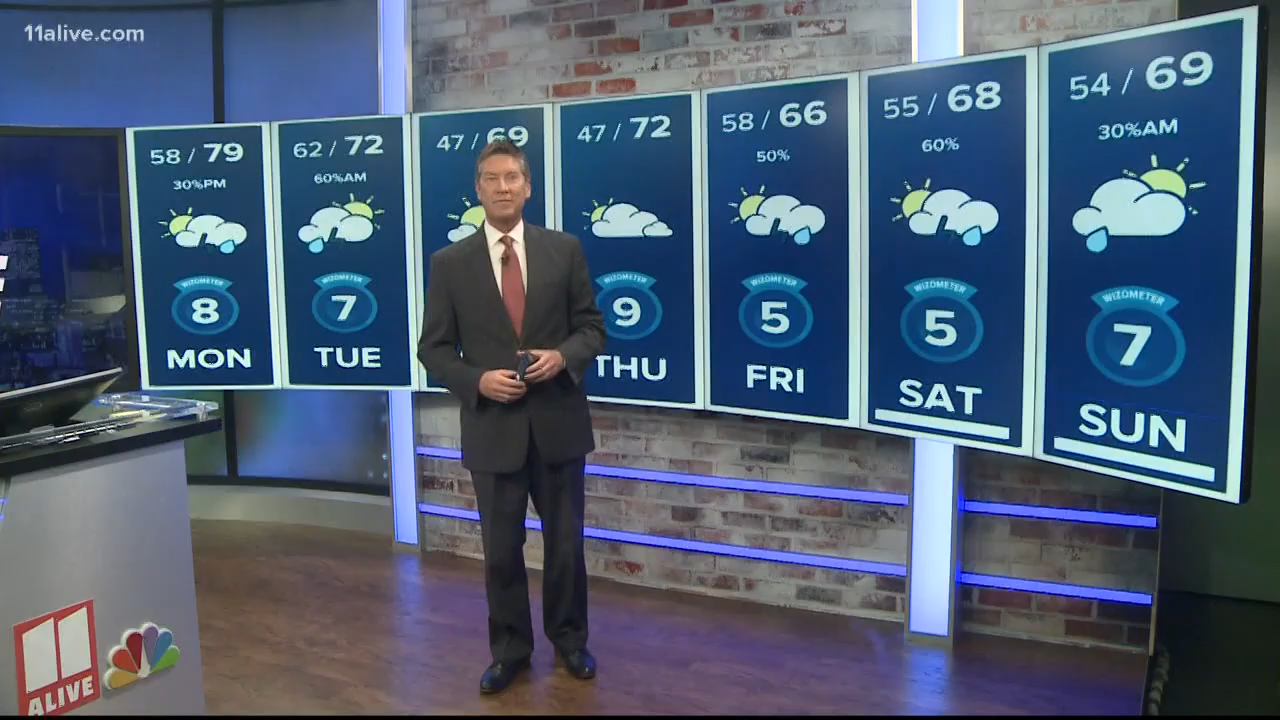 11alive.com
58 / 79
30%PM
WIZOMETER
8
MON
62 / 72
60%AM
WIZOMETER
7
TUE
47 / 69
47 / 72
WIZOMETER
9
THU
58 / 66
50%
WIZOMETER
5
FRI
55 / 68
60%
WIZOMETER
5
SAT
54 / 69
30%AM
WIZOMETER
7
SUN
11
ALIVE